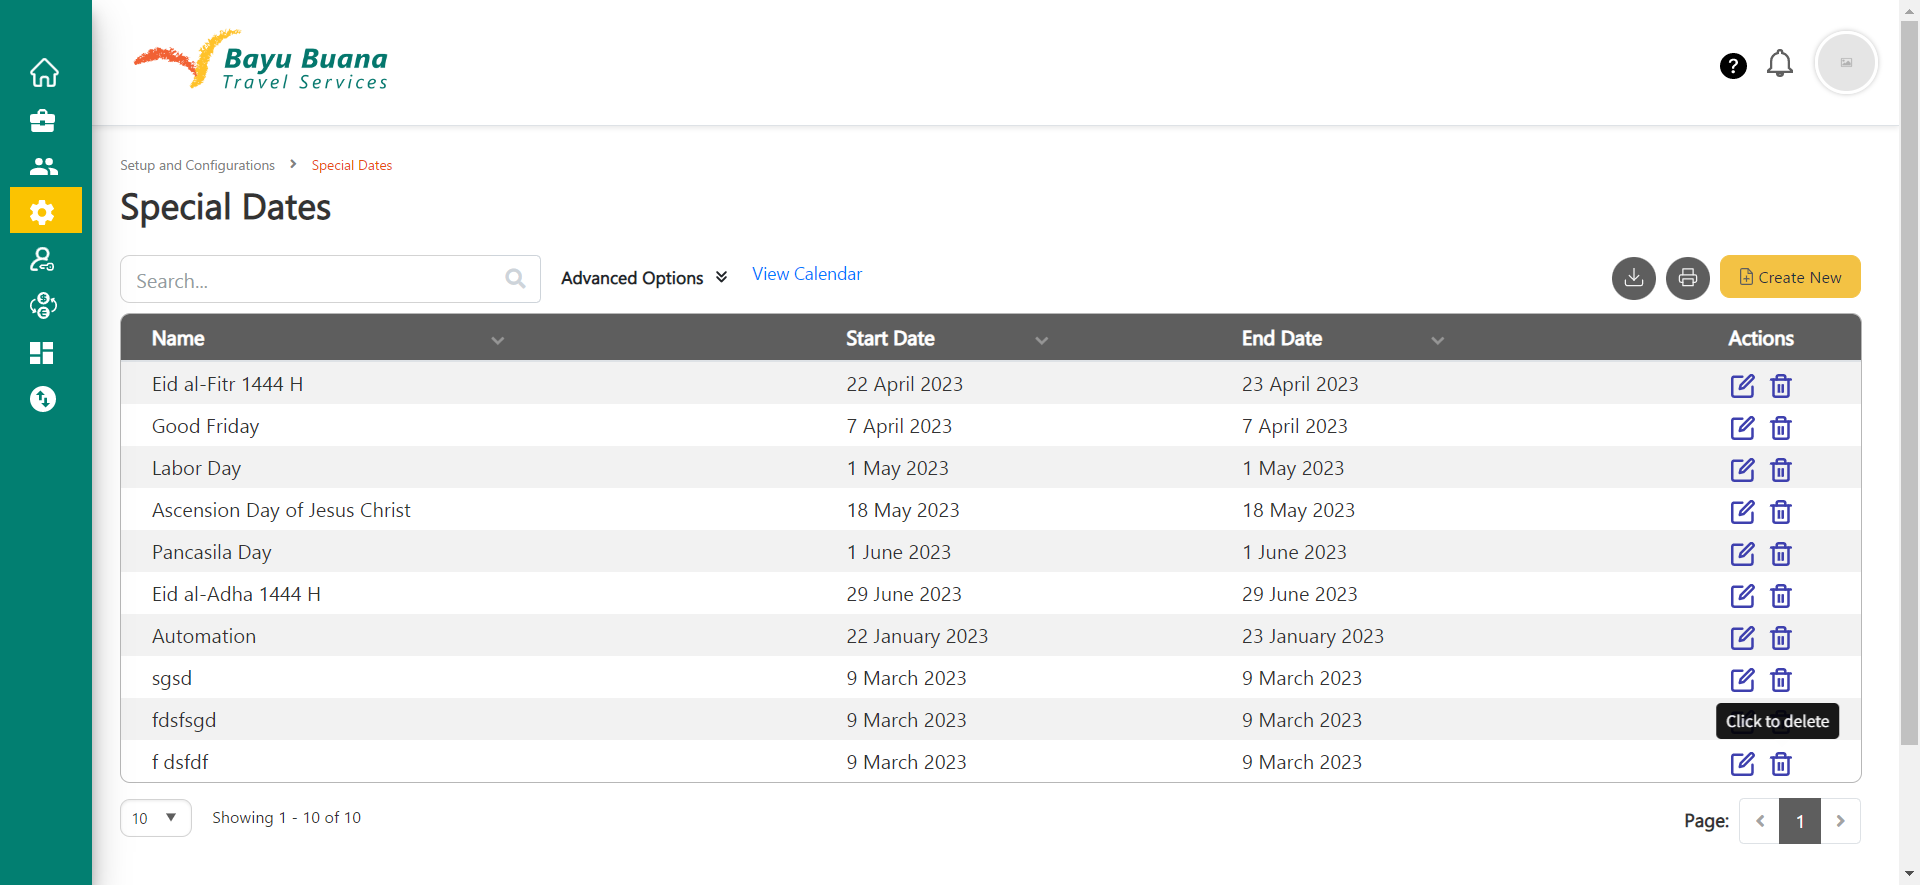 Bayu Buana
Travel Services
?
Setup and Configurations > Special Dates
Special Dates
Search...
Advanced Options
View Calendar
Create New
Name Start Date End Date Actions
Eid al-Fitr 1444 H 22 April 2023 23 April 2023
Good Friday 7 April 2023 7 April 2023
Labor Day 1 May 2023 1 May 2023
Ascension Day of Jesus Christ 18 May 2023 18 May 2023
Pancasila Day 1 June 2023 1 June 2023
Eid al-Adha 1444 H 29 June 2023 29 June 2023
Automation 22 January 2023 23 January 2023
sgsd 9 March 2023 9 March 2023
fdsfsgd 9 March 2023 9 March 2023 Click to delete
f dsfdf 9 March 2023 9 March 2023
10 Showing 1 - 10 of 10 Page: < 1 >